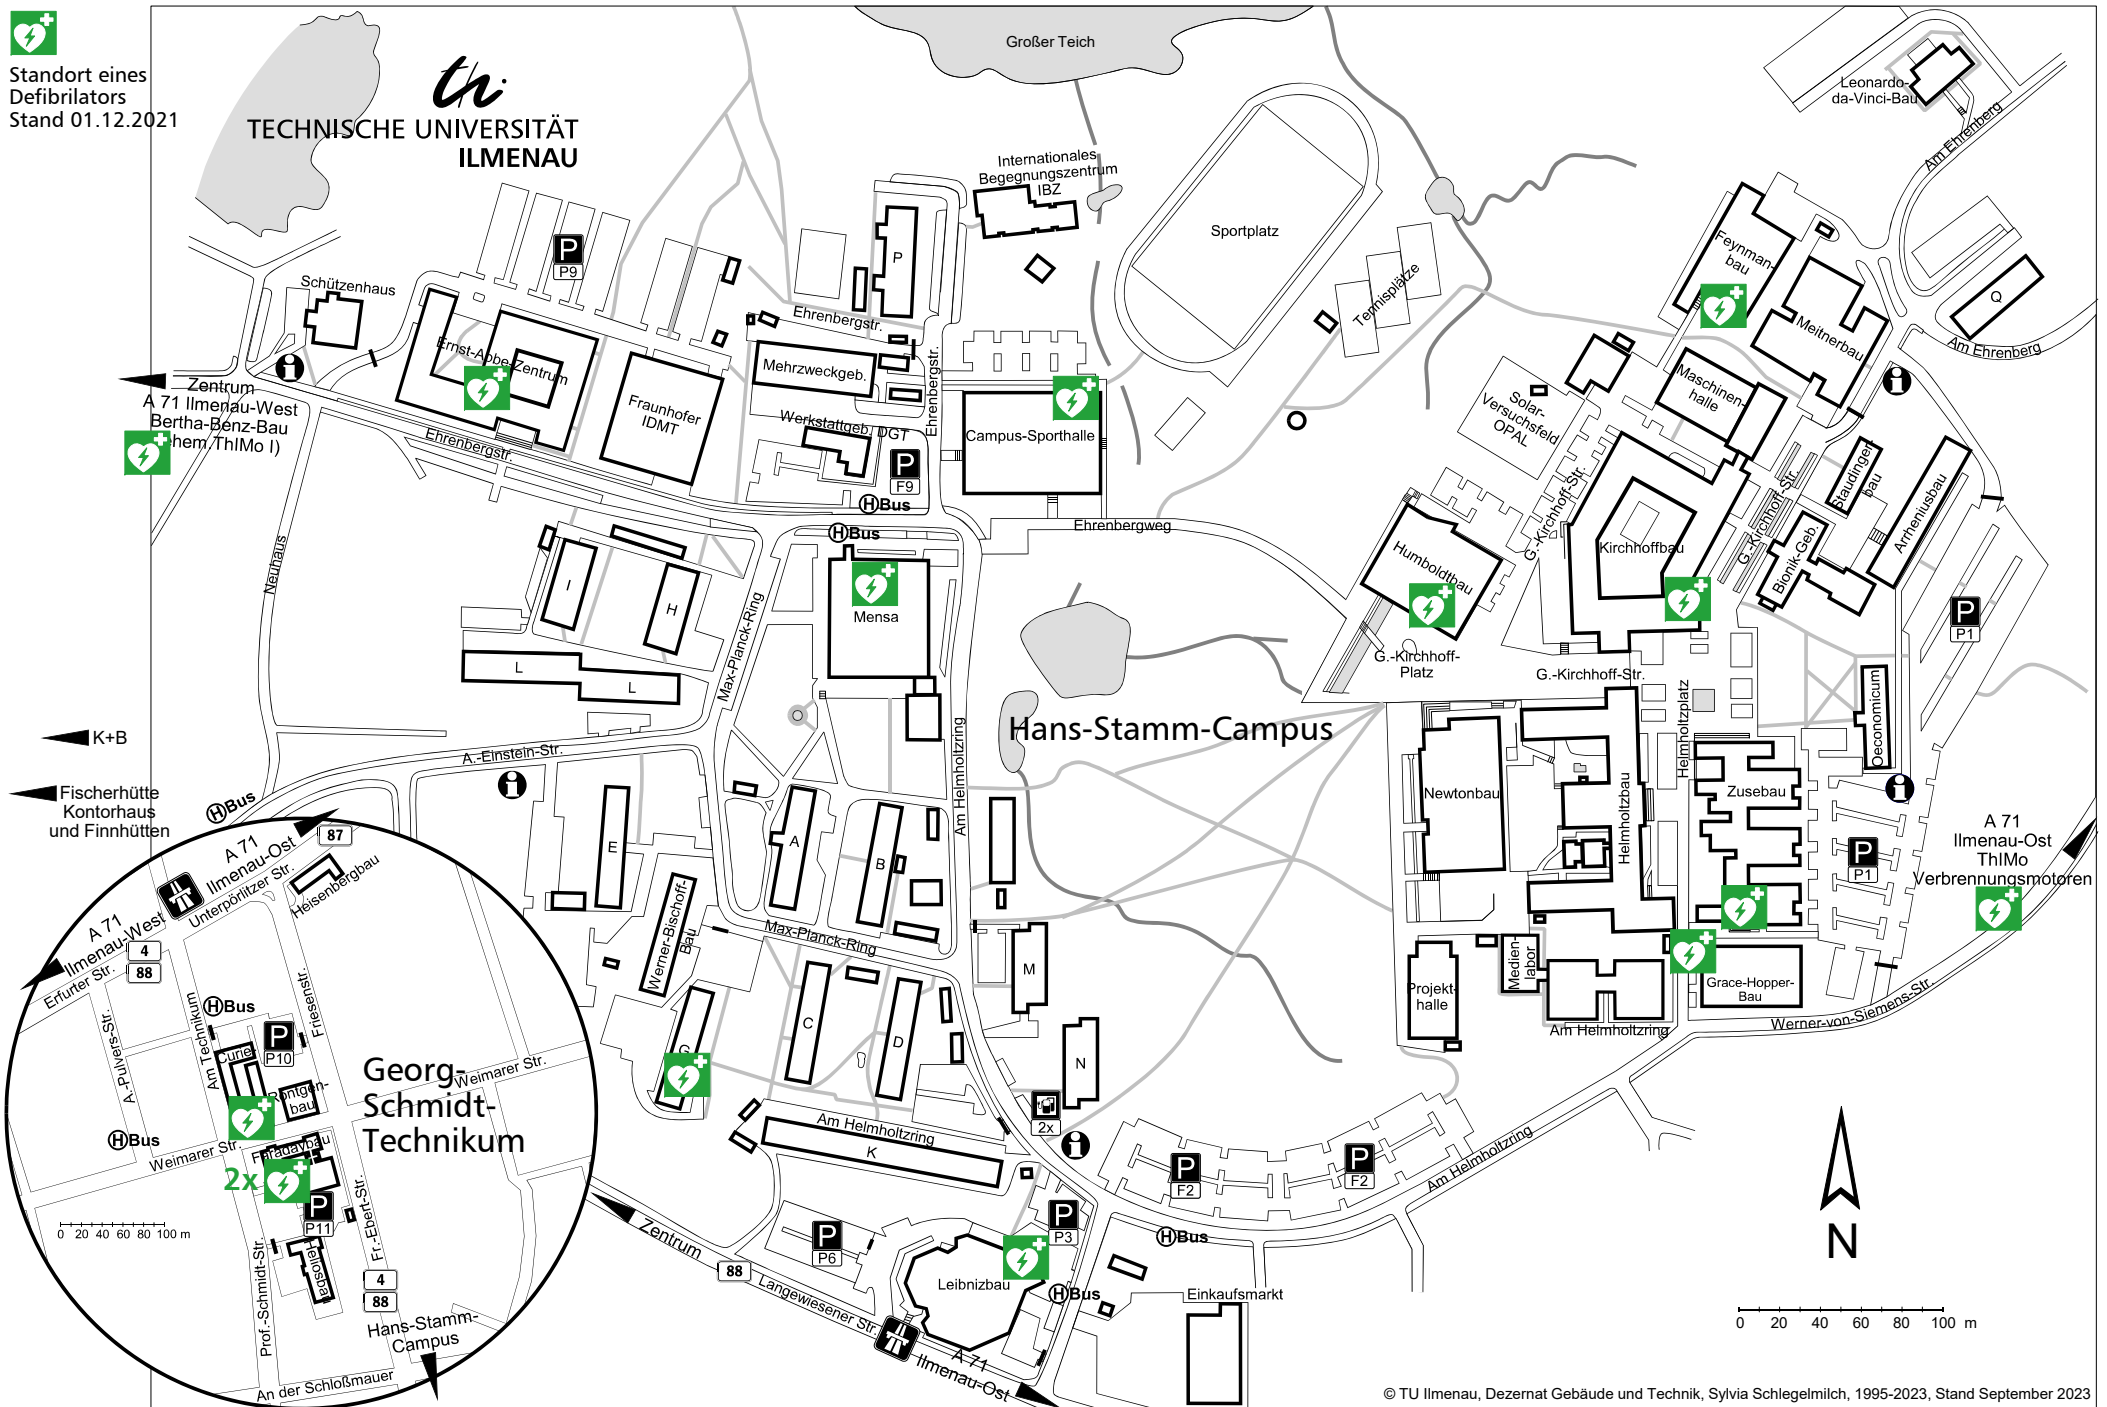 Standort eines
Defibrilators
Stand 01.12.2021
thi
TECHNISCHE UNIVERSITÄT
ILMENAU
Großer Teich
Leonardo-
da-Vinci-Bau
Am Ehrenberg
Internationales
Begegnungszentrum
IBZ
Sportplatz
Tennisplätze
Feynman-
bau
Meitnerbau
Q
Am Ehrenberg
P
P9
Schützenhaus
P
Ehrenbergstr.
Ernst-Abbe-Zentrum
Mehrzweckgeb.
Ehrenbergstr.
Fraunhofer
IDMT
Werkstattgeb. DGT
Campus-Sporthalle
P
F9
Zentrum
A 71 Ilmenau-West
Bertha-Benz-Bau
(ehem.ThIMo I)
Ehrenbergstr.
H Bus
H Bus
Ehrenbergweg
Solar-
Versuchsfeld
OPAL
Maschinen-
halle
G.-Kirchhoff-Str.
G.-Kirchhoff-Str.
Staudinger-
bau
Arrheniusbau
Kirchhoffbau
Bionik-Geb.
Humboldtbau
G.-Kirchhoff-
Platz
G.-Kirchhoff-Str.
P
P1
Neuhaus
I
H
L
L
Max-Planck-Ring
Mensa
Am Helmholtzring
Hans-Stamm-Campus
Helmholtzplatz
Oeconomicum
K+B
Fischerhütte
Kontorhaus
und Finnhütten
A.-Einstein-Str.
H Bus
Newtonbau
Helmholtzbau
Zusebau
P
P1
A 71
Ilmenau-Ost
ThIMo
Verbrennungsmotoren
E
A
B
Werner-Bischoff-
Bau
Max-Planck-Ring
M
C
D
G
N
Projekt-
halle
Medien-
labor
Grace-Hopper-
Bau
Am Helmholtzring
Werner-von-Siemens-Str.
2x
Am Helmholtzring
K
P
F2
P
F2
Am Helmholtzring
P
P6
P
P3
Leibnizbau
H Bus
H Bus
Einkaufsmarkt
Zentrum
88
Langewiesener Str.
A 71
Ilmenau-Ost
A 71
Ilmenau-Ost
87
Unterpörlitzer Str.
Heisenbergbau
A 71
Ilmenau-West
4
88
Erfurter Str.
H Bus
Friesenstr.
A.-Pulvers-Str.
Am Technikum
P
P10
Curie
Röntgen-
bau
Georg-
Schmidt-
Technikum
Weimarer Str.
H Bus
Weimarer Str.
Faradaybau
2x
P
P11
Heliosbau
Fr.-Ebert-Str.
Prof.-Schmidt-Str.
4
88
Hans-Stamm-
Campus
An der Schloßmauer
0 20 40 60 80 100 m
N
0 20 40 60 80 100 m
© TU Ilmenau, Dezernat Gebäude und Technik, Sylvia Schlegelmilch, 1995-2023, Stand September 2023